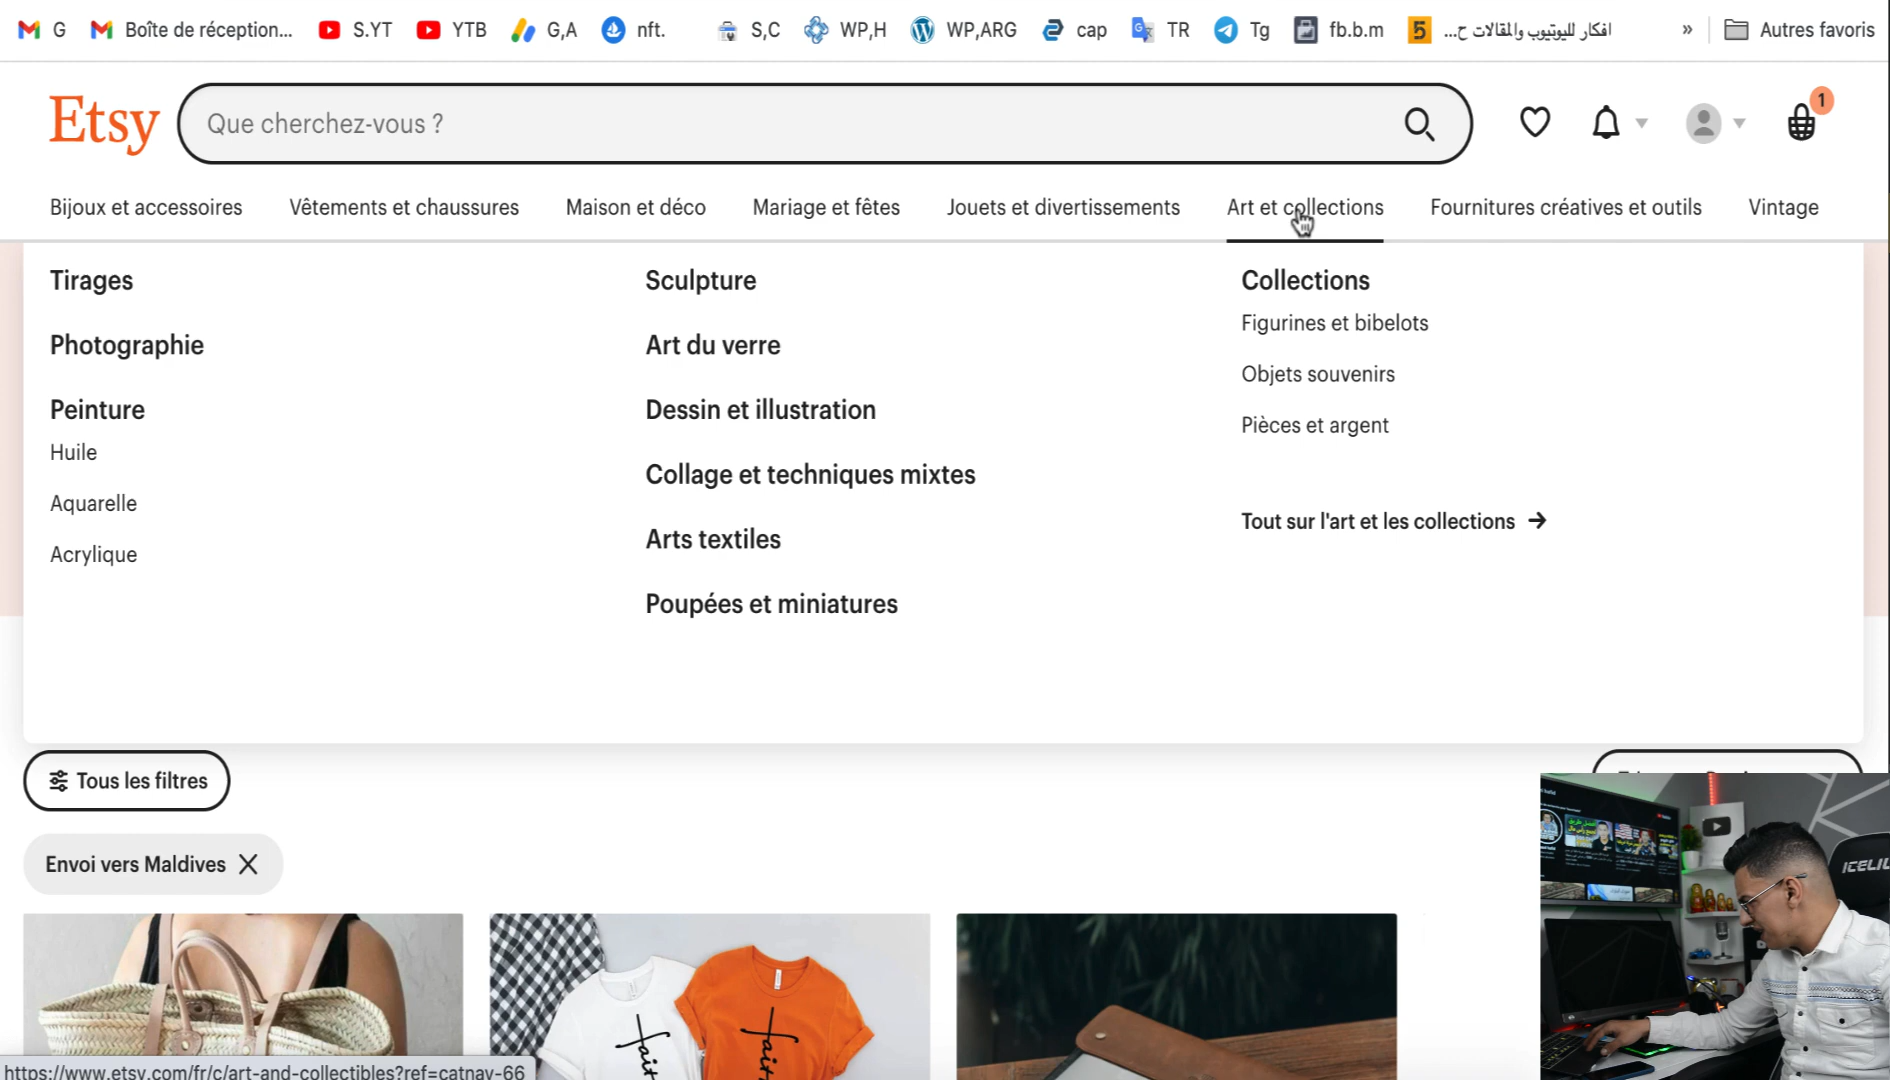 G
Boîte de réception...
S.YT
YTB
G,A
nft.
S,C
WP,H
WP,ARG
cap
TR
Tg
fb.b.m
افكار لليوتيوب والمقالات ح...
»
Autres favoris
Etsy
Que cherchez-vous ?
1
Bijoux et accessoires
Vêtements et chaussures
Maison et déco
Mariage et fêtes
Jouets et divertissements
Art et collections
Fournitures créatives et outils
Vintage
Tirages
Photographie
Peinture
Huile
Aquarelle
Acrylique
Sculpture
Art du verre
Dessin et illustration
Collage et techniques mixtes
Arts textiles
Poupées et miniatures
Collections
Figurines et bibelots
Objets souvenirs
Pièces et argent
Tout sur l'art et les collections →
Tous les filtres
Envoi vers Maldives
https://www.etsy.com/fr/c/art-and-collectibles?ref=catnav-66